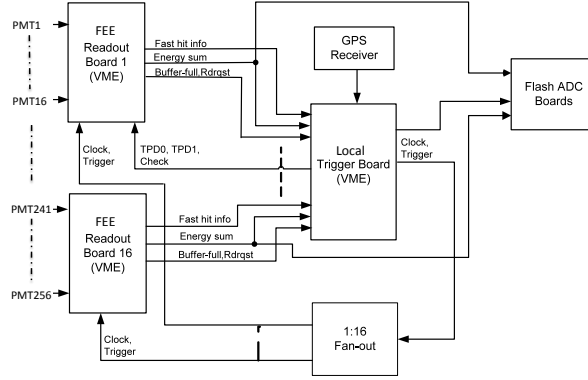 PMT1
PMT16
PMT241
PMT256
FEE
Readout
Board 1
(VME)
Fast hit info
Energy sum
Buffer-full,Rdrqst
Clock,
Trigger
TPD0, TPD1,
Check
FEE
Readout
Board 16
(VME)
Fast hit info
Energy sum
Buffer-full,Rdrqst
Clock,
Trigger
GPS
Receiver
Local
Trigger Board
(VME)
Clock,
Trigger
Flash ADC
Boards
1:16
Fan-out